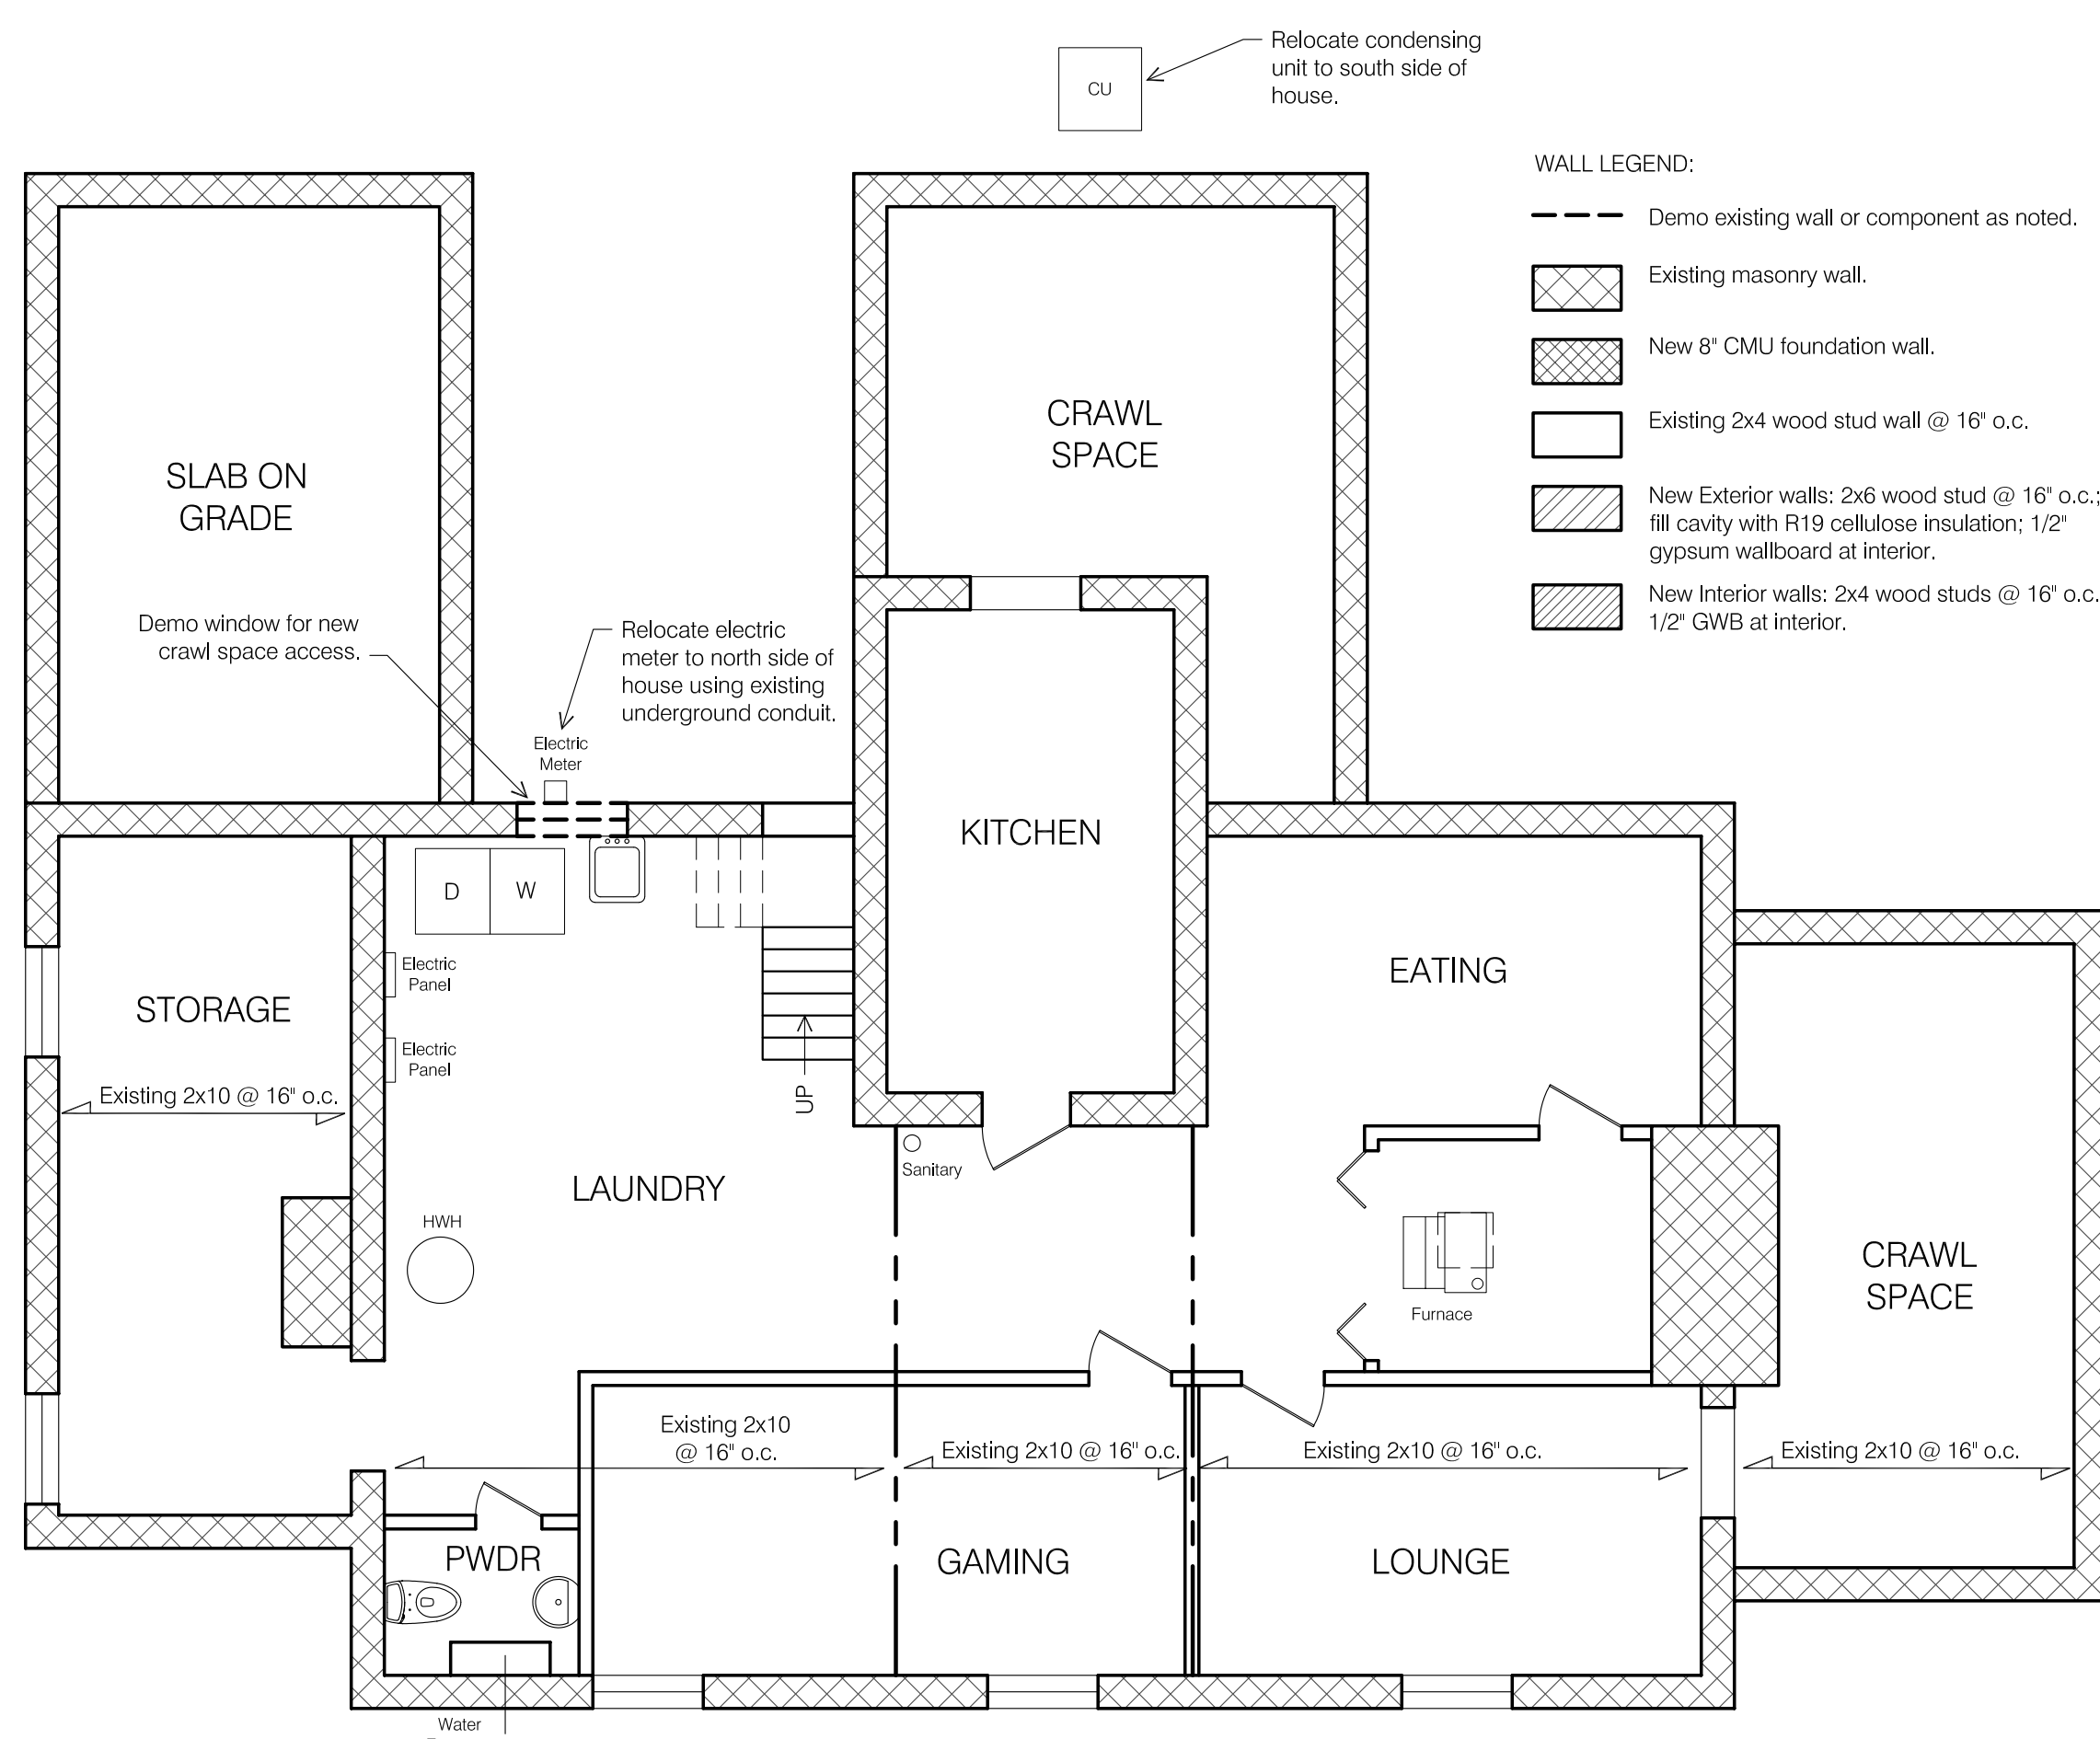 Relocate condensing
unit to south side of
house.
CU
WALL LEGEND:
Demo existing wall or component as noted.
Existing masonry wall.
New 8" CMU foundation wall.
Existing 2x4 wood stud wall @ 16" o.c.
New Exterior walls: 2x6 wood stud @ 16" o.c.;
fill cavity with R19 cellulose insulation; 1/2"
gypsum wallboard at interior.
New Interior walls: 2x4 wood studs @ 16" o.c.
1/2" GWB at interior.
CRAWL
SPACE
SLAB ON
GRADE
Demo window for new
crawl space access.
Relocate electric
meter to north side of
house using existing
underground conduit.
Electric
Meter
KITCHEN
D
W
EATING
Electric
Panel
STORAGE
Electric
Panel
Existing 2x10 @ 16" o.c.
UP
Sanitary
LAUNDRY
HWH
Furnace
CRAWL
SPACE
Existing 2x10
@ 16" o.c.
Existing 2x10 @ 16" o.c.
Existing 2x10 @ 16" o.c.
Existing 2x10 @ 16" o.c.
PWDR
GAMING
LOUNGE
Water